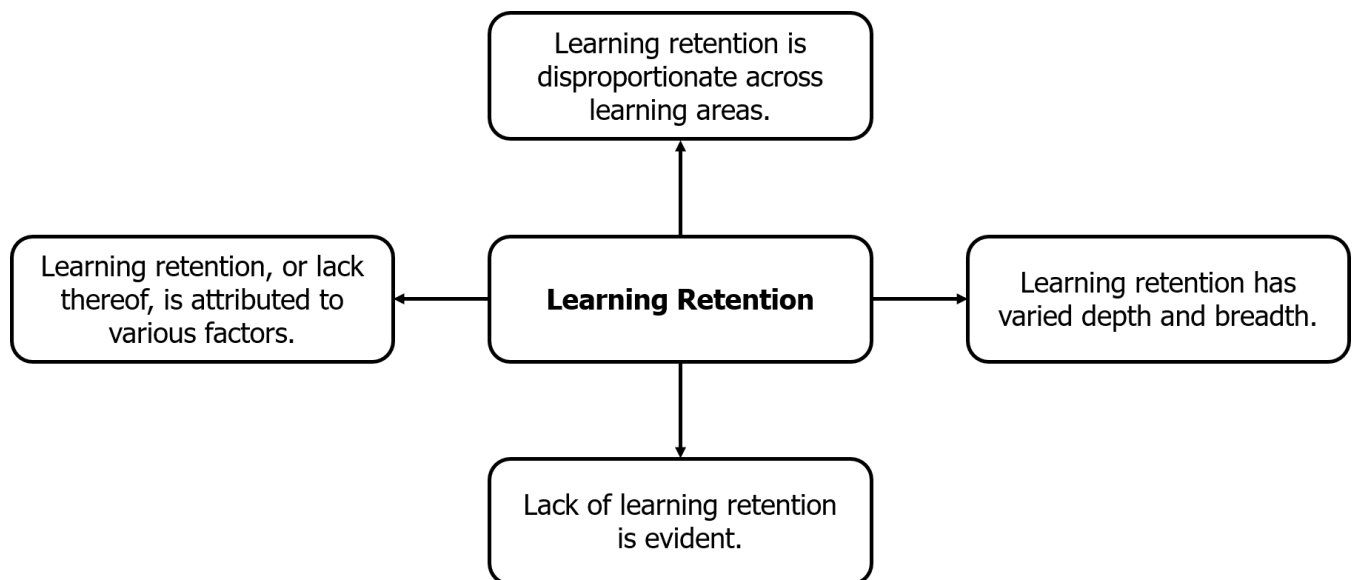 Learning retention is
disproportionate across
learning areas.
Learning retention, or lack
thereof, is attributed to
various factors.
Learning Retention
Learning retention has
varied depth and breadth.
Lack of learning retention
is evident.